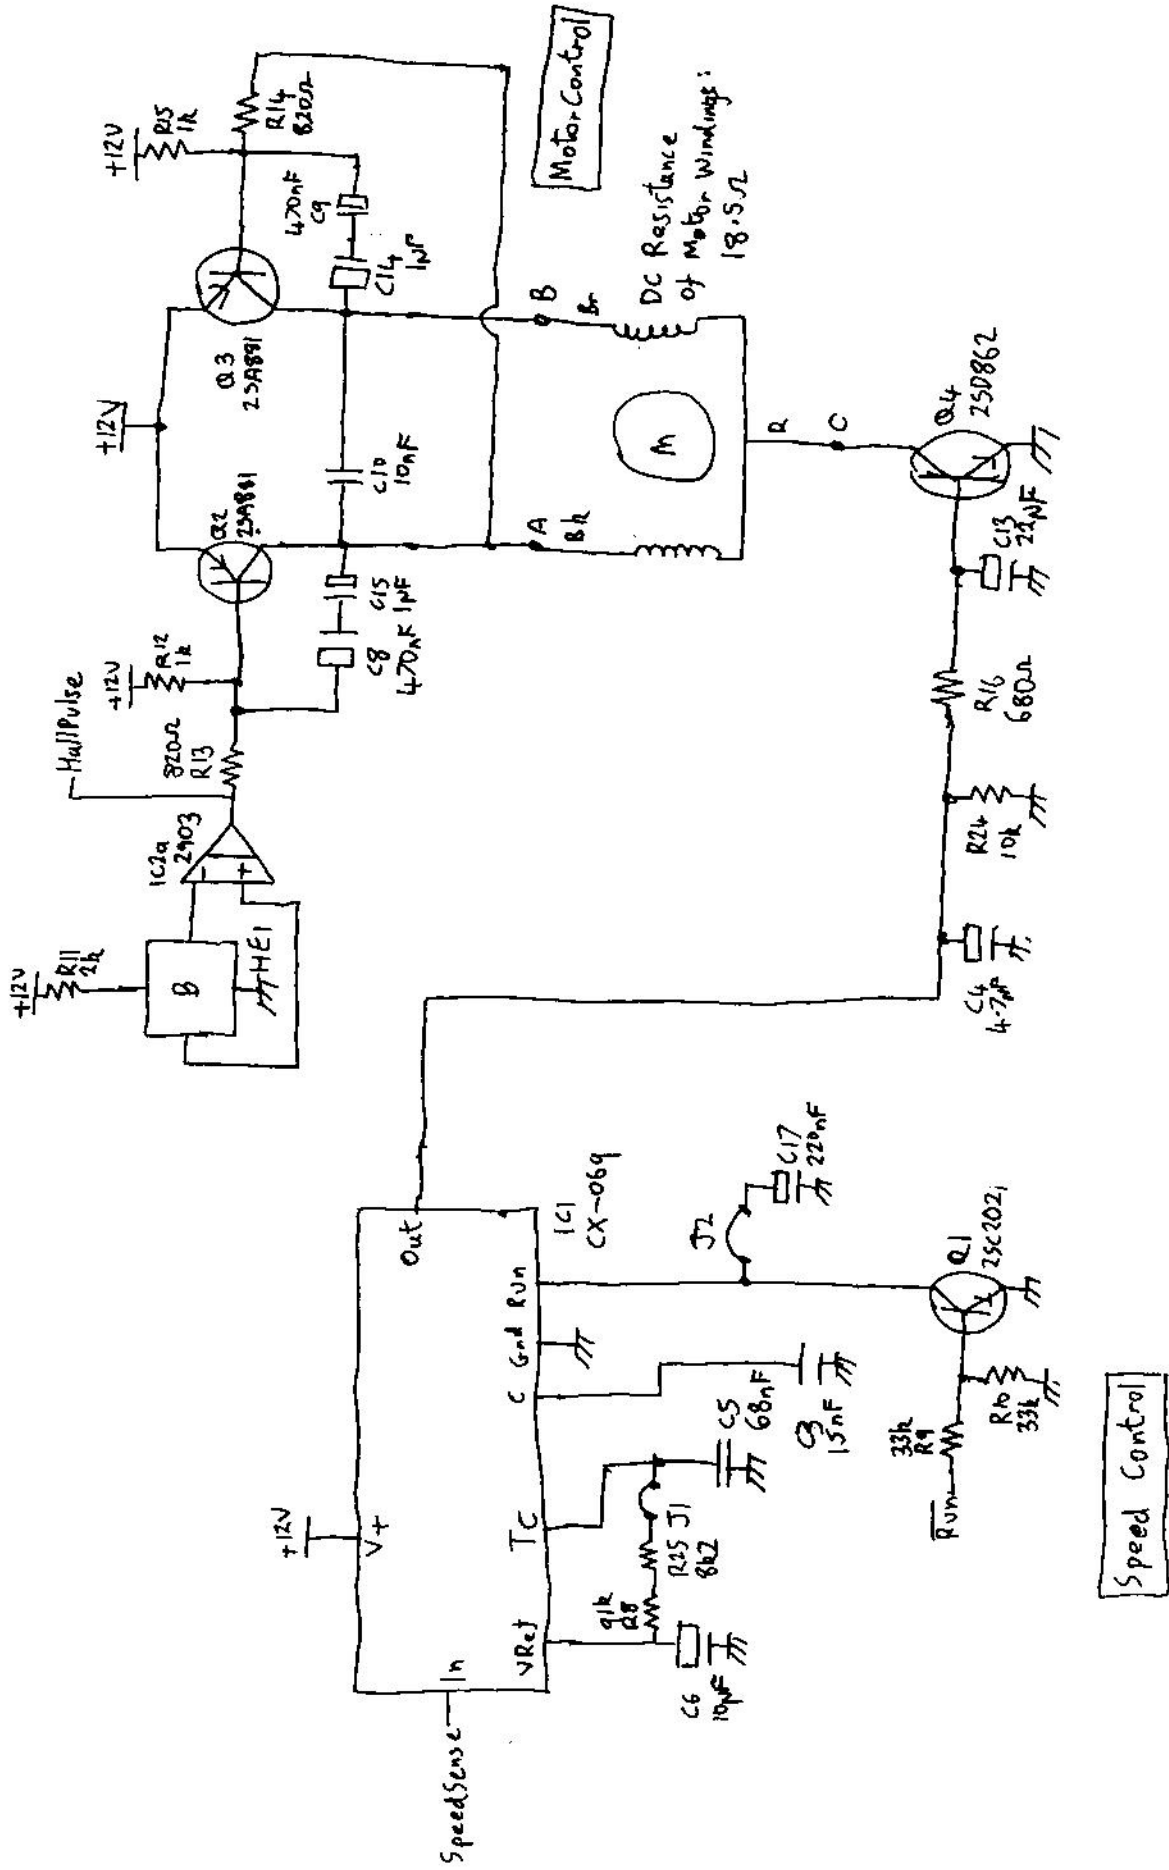 SpeedSense
In
+12V
V+
VRef
TC
C
Gnd
Run
Out
IC1
CX-069
C6
10µF
91k
R8
R25
8k2
J1
C5
68nF
C3
15nF
J2
C17
220nF
Run
33k
R9
R10
33k
Q1
2SC2021
Speed Control
+12V
R11
2k
B
HE1
IC2a
2903
-
+
HallPulse
820Ω
R13
+12V
R12
1k
C8
470nF
C15
1µF
Q2
2SA881
+12V
C10
10nF
Q3
2SA881
C14
1µF
470nF
C9
+12V
R15
1k
R14
820Ω
Motor Control
A
Bk
B
Br
M
DC Resistance
of Motor Windings:
18.5Ω
R
C
C4
4.7µF
R24
10k
R16
680Ω
C13
22µF
Q4
2SD862